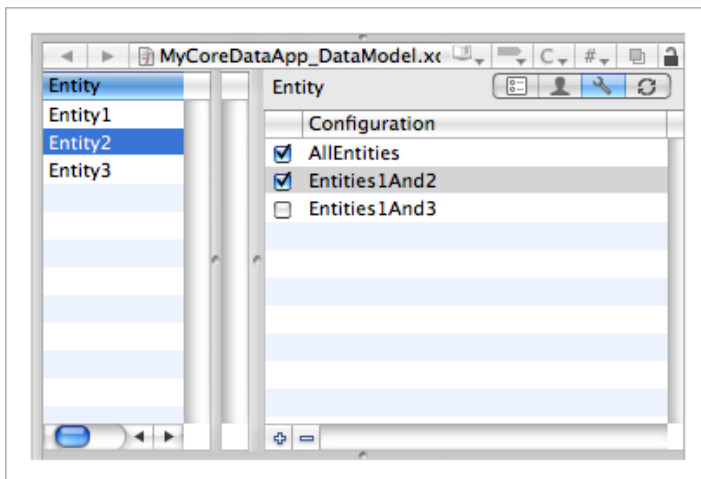 MyCoreDataApp_DataModel.xc
C
#
Entity
Entity1
Entity2
Entity3
Entity
Configuration
AllEntities
Entities1And2
Entities1And3